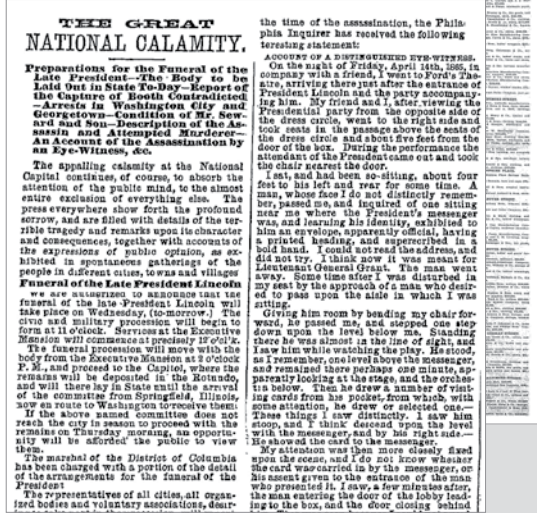 THE GREAT
NATIONAL CALAMITY.
Preparations for the Funeral of the
Late President--The Body to be
Laid Out in State To-Day--Report of
the Capture of Booth Contradicted
--Arrests in Washington City and
Georgetown--Condition of Mr. Sew-
ard and Son--Description of the As-
sassin and Attempted Murderer--
An Account of the Assassination by
an Eye-Witness, &c.
The appalling calamity at the National
Capital continues, of course, to absorb the
attention of the public mind, to the almost
entire exclusion of everything else. The
press everywhere show forth the profound
sorrow, and are filled with details of the ter-
rible tragedy and remarks upon its character
and consequences, together with accounts of
the expressions of public opinion, as ex-
hibited in spontaneous gatherings of the
people in different cities, towns and villages
Funeral of the Late President Lincoln
We are authorized to announce that the
funeral of the late President Lincoln will
take place on Wednesday, (to-morrow.) The
civic and military procession will begin to
form at 11 o'clock. Services at the Executive
Mansion will commence at precisely 12 o'cl'k.
The funeral procession will move with the
body from the Executive Mansion at 2 o'clock
P. M., and proceed to the Capitol, where the
remains will be deposited in the Rotundo,
and will there lay in State until the arrival
of the committee from Springfield, Illinois,
now en route to Washington to receive them.
If the above named committee does not
reach the city in season to proceed with the
remains on Thursday morning, an opportu-
nity will be afforded the public to view
them.
The marshal of the District of Columbia
has been charged with a portion of the detail
of the arrangements for the funeral of the
President
The representatives of all cities, all organ-
ized bodies and voluntary associations, desir-
the time of the assassination, the Phila
phia Inquirer has received the following
teresting statement:
ACCOUNT OF A DISTINGUISHED EYE-WITNESS.
On the night of Friday, April 14th, 1865, in
company with a friend, I went to Ford's The-
atre, arriving there just after the entrance of
President Lincoln and the party accompany-
ing him. My friend and I, after viewing the
Presidential party from the opposite side of
the dress circle, went to the right side and
took seats in the passage above the seats of
the dress circle and about five feet from the
door of the box. During the performance the
attendant of the President came out and took
the chair nearest the door.
I sat, and had been so sitting, about four
feet to his left and rear for some time. A
man, whose face I do not distinctly remem-
ber, passed me, and inquired of one sitting
near me where the President's messenger
was, and learning his identity, exhibited to
him an envelope, apparently official, having
a printed heading, and superscribed in a
bold hand. I could not read the address, and
did not try. I think now it was meant for
Lieutenant General Grant. The man went
away. Some time after I was disturbed in
my seat by the approach of a man who desir-
ed to pass upon the aisle in which I was
sitting.
Giving him room by bending my chair for-
ward, he passed me, and stepped one step
down upon the level below me. Standing
there he was almost in the line of sight, and
I saw him while watching the play. He stood,
as I remember, one level above the messenger,
and remained there perhaps one minute, ap-
parently looking at the stage, and the orches-
tra below. Then he drew a number of visit-
ing cards from his pocket, from which, with
some attention, he drew or selected one.—
These things I saw distinctly. I saw him
stoop, and I think descend upon the level
with the messenger, and by his right side.—
He showed the card to the messenger.
My attention was then more closely fixed
upon the scene, and I do not know whether
the card was carried in by the messenger, or
his assent given to the entrance of the man
who presented it. I saw, a few minutes after,
the man entering the door of the lobby lead-
ing to the box, and the door closing behind